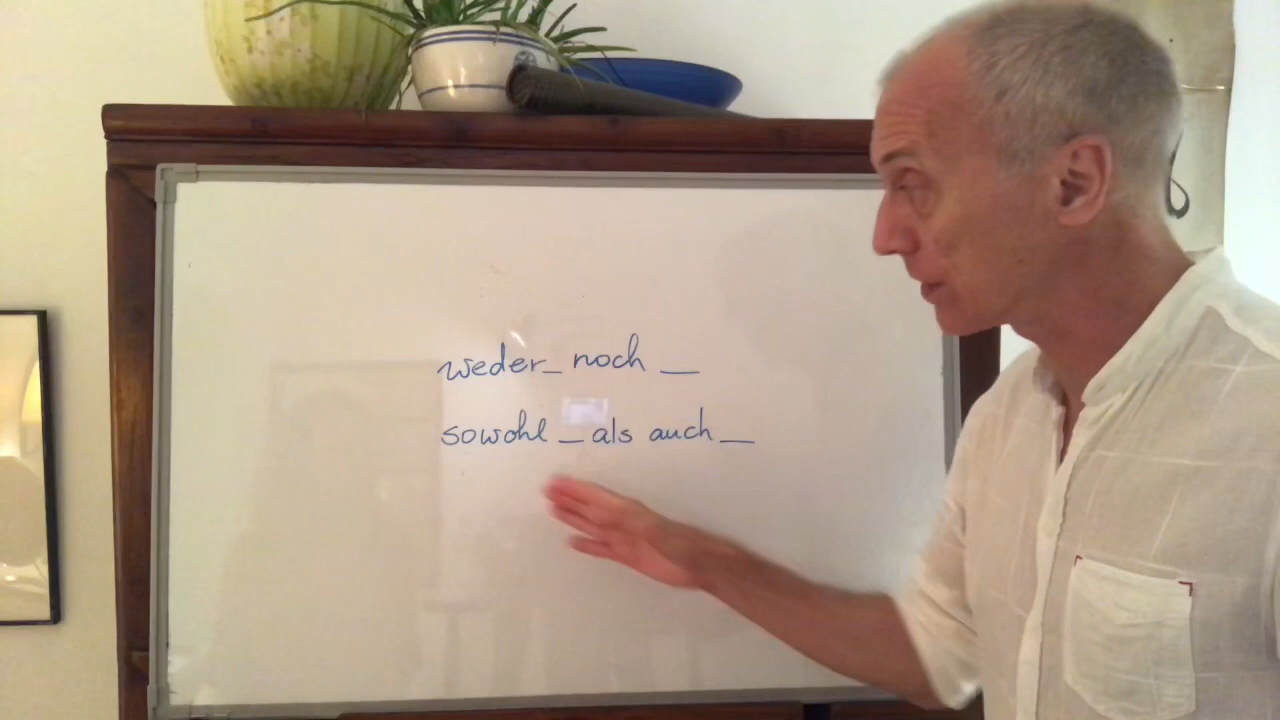 weder_ noch _
sowohl _ als auch _